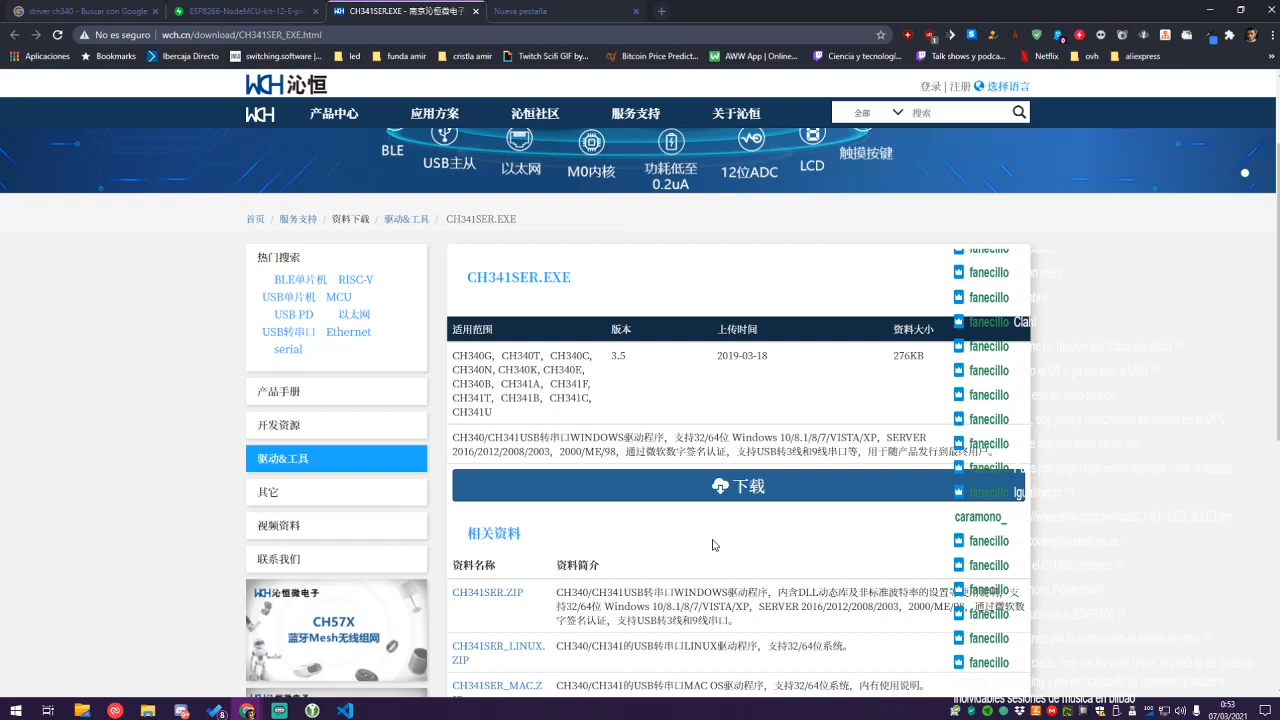 driver ch340 - Buscar con Google
ESP8266-NodeMCU-kit-12-E-pi
CH341SER.EXE - 南京沁恒微电子
Nueva pestaña
No es seguro
wch.cn/download/CH341SER_EXE.html
Aplicaciones
Bookmarks
Ibercaja Directo
switching.software |...
led
Patch Notes
Twitch Studio port...
Bitcoin Price Predict...
AWW App | Online...
Ciencia y tecnologí...
Talk shows y podcas...
ovh
aliexpress
WCH 沁恒
登录 | 注册 选择语言
WCH 产品中心 应用方案 沁恒社区 服务支持 关于沁恒 全部 搜索
BLE USB主从 以太网 M0内核 功耗低至 0.2uA 12位ADC LCD 触摸按键
首页 / 服务支持 / 资料下载 / 驱动&工具 / CH341SER.EXE
热门搜索
BLE单片机 RISC-V
USB单片机 MCU
USB PD 以太网
USB转串口 Ethernet
serial
产品手册
开发资源
驱动&工具
其它
视频资料
联系我们
WCH 沁恒微电子
CH57X
蓝牙Mesh无线组网
CH341SER.EXE
适用范围 版本 上传时间 资料大小
CH340G，CH340T，CH340C， 3.5 2019-03-18 276KB
CH340N, CH340K, CH340E,
CH340B，CH341A，CH341F,
CH341T，CH341B，CH341C,
CH341U
CH340/CH341USB转串口WINDOWS驱动程序，支持32/64位 Windows 10/8.1/8/7/VISTA/XP，SERVER
2016/2012/2008/2003，2000/ME/98，通过微软数字签名认证，支持USB转3线和9线串口等，用于随产品发行到最终用户。
下载
相关资料
资料名称 资料简介
CH341SER.ZIP CH340/CH341USB转串口WINDOWS驱动程序，内含DLL动态库及非标准波特率的设置等使用说明，支
持32/64位 Windows 10/8.1/8/7/VISTA/XP，SERVER 2016/2012/2008/2003，2000/ME/98，通过微软数
字签名认证，支持USB转3线和9线串口。
CH341SER_LINUX.
ZIP
CH340/CH341的USB转串口LINUX驱动程序，支持32/64位系统。
CH341SER_MAC.Z
CH340/CH341的USB转串口MAC OS驱动程序，支持32/64位系统，内有使用说明。
fanecillo
fanecillo
fanecillo
fanecillo Clah!
fanecillo
fanecillo
fanecillo
fanecillo
fanecillo
fanecillo
fanecillo
caramono_
fanecillo
fanecillo
fanecillo
fanecillo
fanecillo
fanecillo
inolvidables sesiones de música en bilbao
0:53
07/03/2021